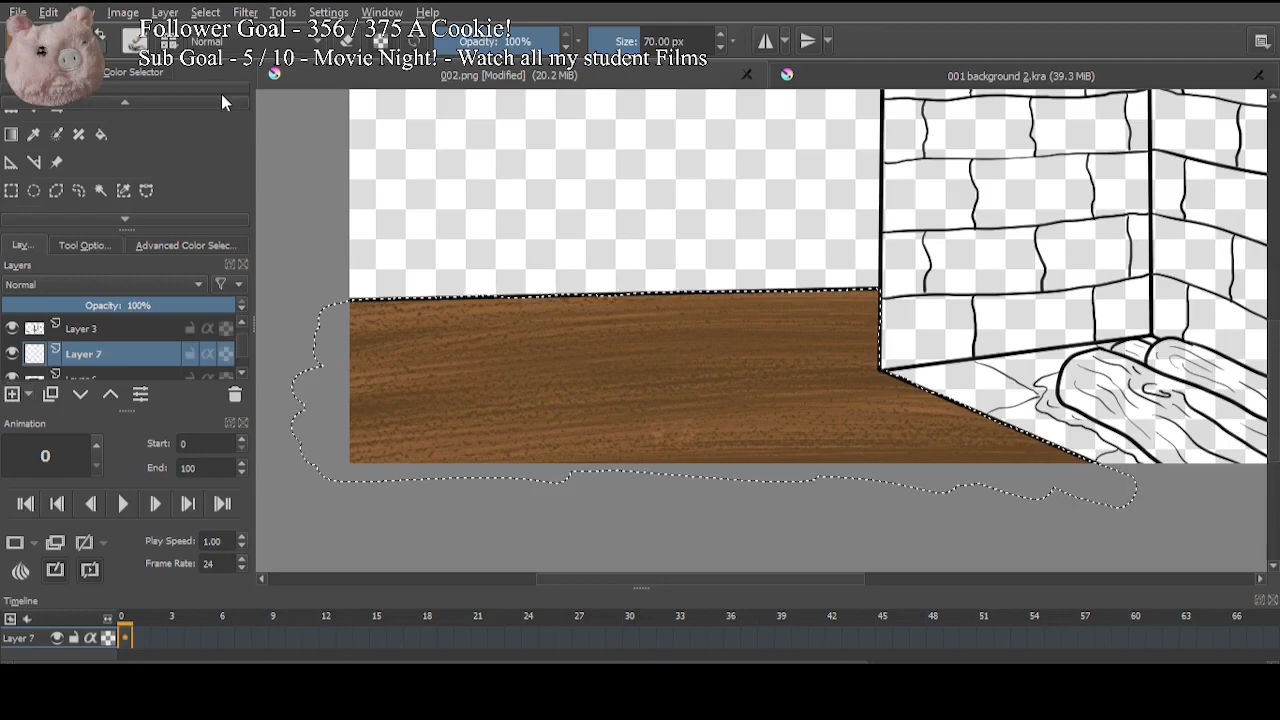 File Edit View Image Layer Select Filter Tools Settings Window Help
Follower Goal - 356 / 375 A Cookie!
Normal
Opacity: 100%
Size: 70.00 px
Sub Goal - 5 / 10 - Movie Night! - Watch all my student Films
Color Selector
002.png [Modified] (20.2 MiB)
001 background 2.kra (39.3 MiB)
Lay...
Tool Optio...
Advanced Color Selec...
Layers
Normal
Opacity: 100%
Layer 3
Layer 7
Animation
0
Start: 0
End: 100
Play Speed: 1.00
Frame Rate: 24
Timeline
0 3 6 9 12 15 18 21 24 27 30 33 36 39 42 45 48 51 54 57 60 63 66
Layer 7